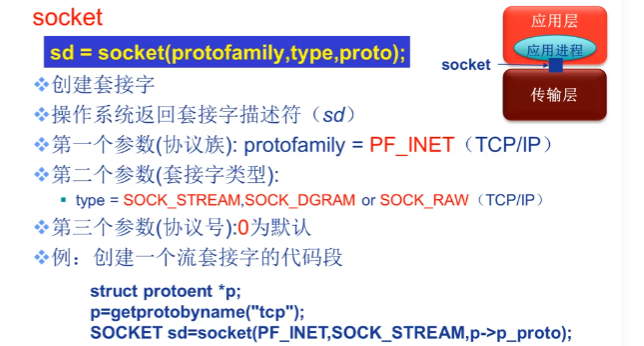 socket
sd = socket(protofamily,type,proto);
应用层
应用进程
socket
传输层
❖创建套接字
❖操作系统返回套接字描述符（sd）
❖第一个参数(协议族): protofamily = PF_INET（TCP/IP）
❖第二个参数(套接字类型):
▪ type = SOCK_STREAM,SOCK_DGRAM or SOCK_RAW（TCP/IP）
❖第三个参数(协议号):0为默认
❖例：创建一个流套接字的代码段
struct protoent *p;
p=getprotobyname("tcp");
SOCKET sd=socket(PF_INET,SOCK_STREAM,p->p_proto);